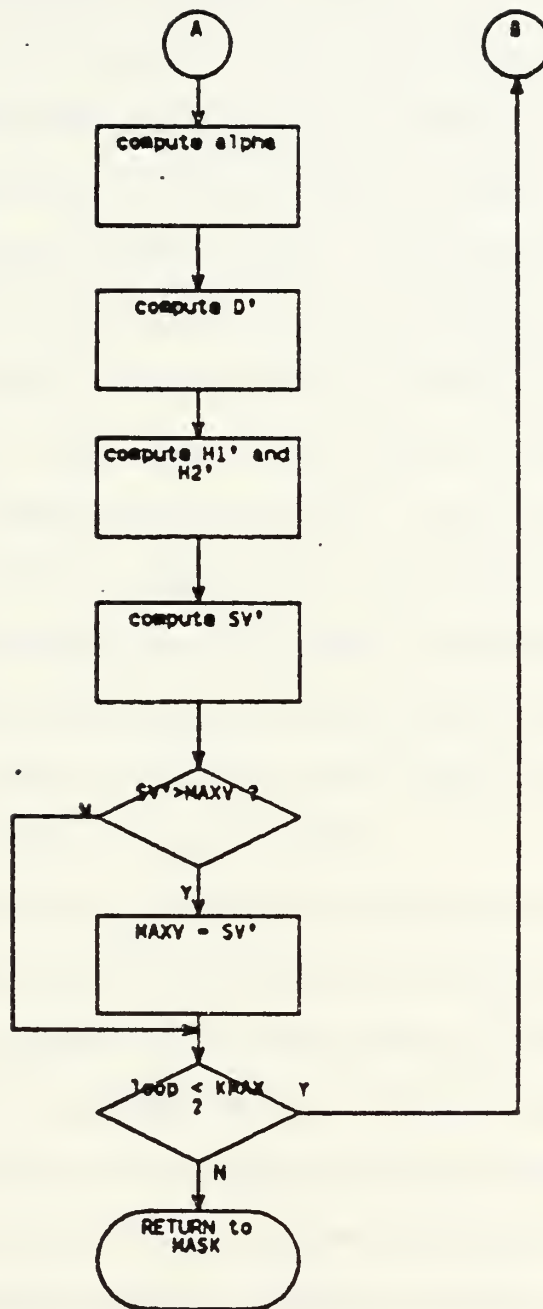 A
B
compute alpha
compute D'
compute H1' and
H2'
compute SV'
SV'>MAXV ?
N
Y
MAXV = SV'
loop < KMAX
?
Y
N
RETURN to
MASK